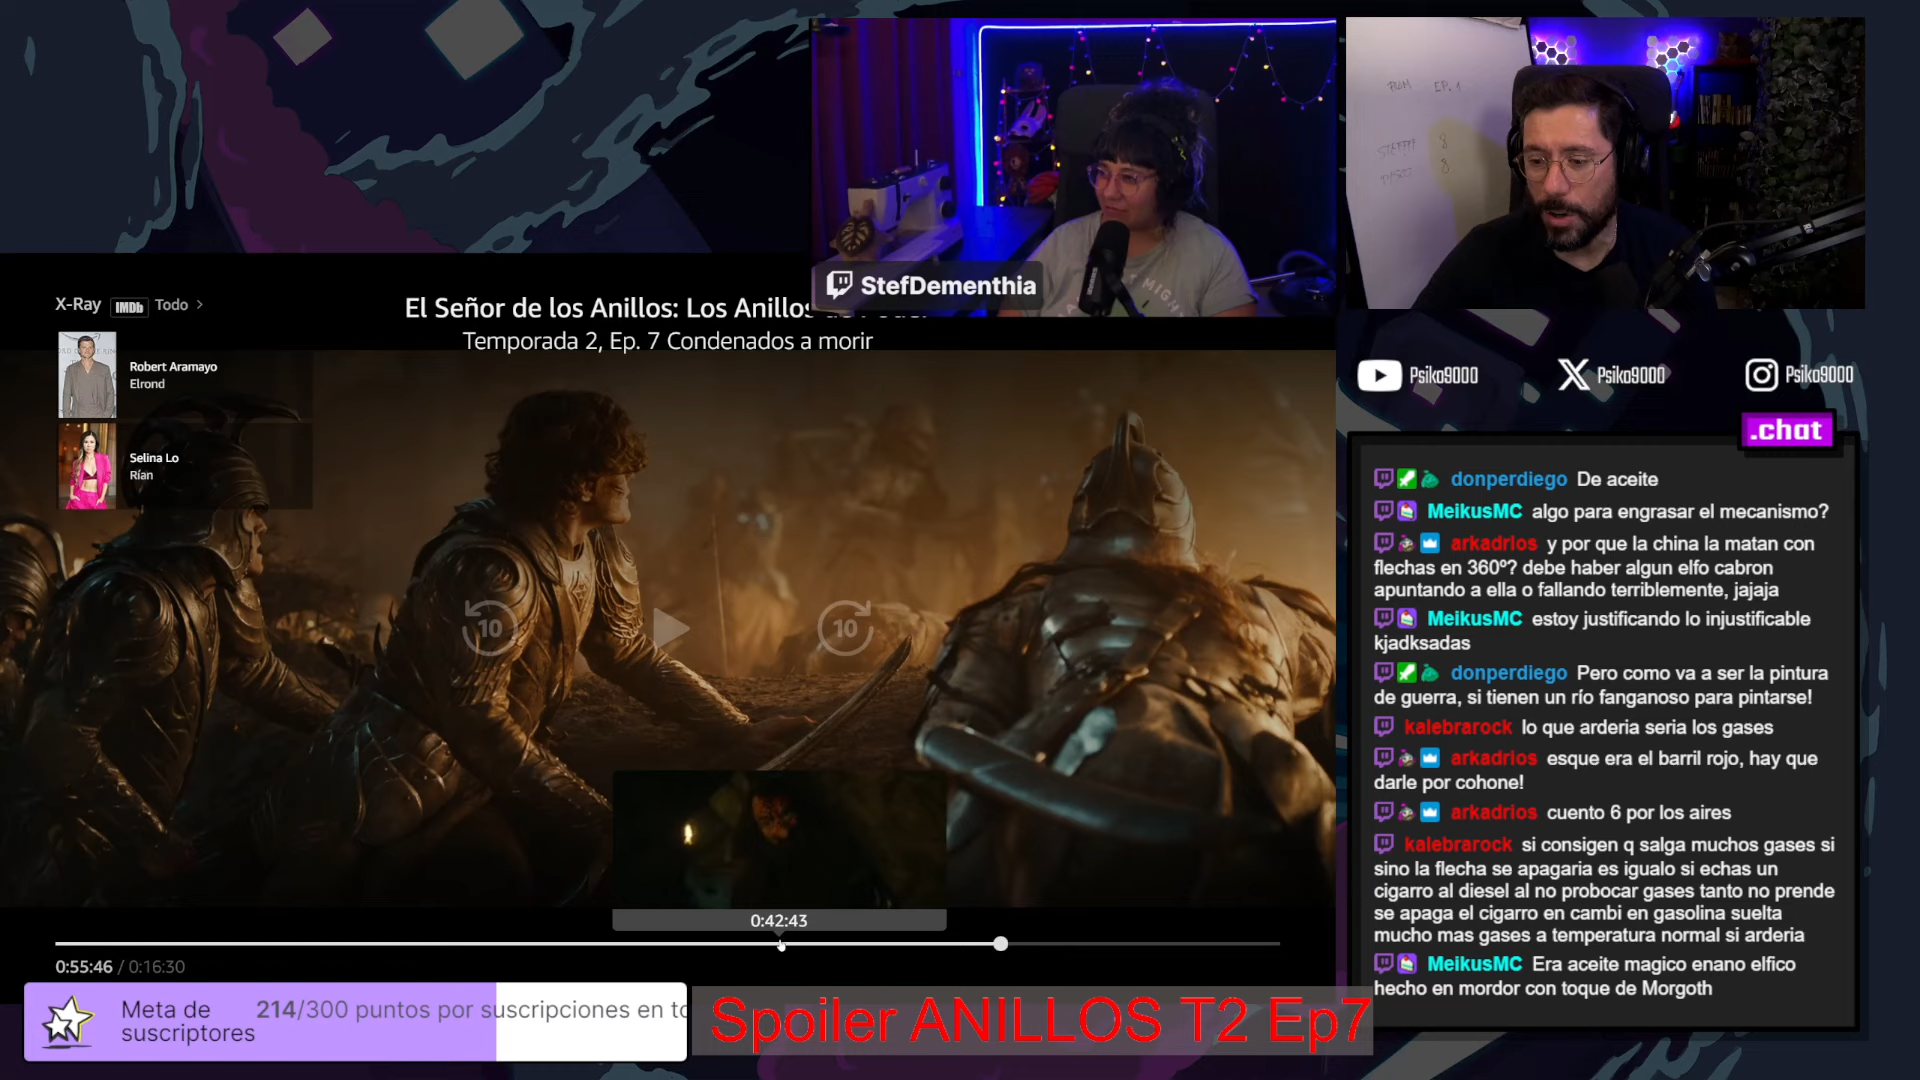 X-Ray IMDb Todo >
El Señor de los Anillos: Los Anillos
Temporada 2, Ep. 7 Condenados a morir
Robert Aramayo
Elrond
Selina Lo
Rían
StefDementhia
EP. 1
8
8
Psiko9000
Psiko9000
Psiko9000
.chat
donperdiego De aceite
MeikusMC algo para engrasar el mecanismo?
arkadrios y por que la china la matan con
flechas en 360º? debe haber algun elfo cabron
apuntando a ella o fallando terriblemente, jajaja
MeikusMC estoy justificando lo injustificable
kjadksadas
donperdiego Pero como va a ser la pintura
de guerra, si tienen un río fanganoso para pintarse!
kalebrarock lo que arderia seria los gases
arkadrios esque era el barril rojo, hay que
darle por cohone!
arkadrios cuento 6 por los aires
kalebrarock si consigen q salga muchos gases si
sino la flecha se apagaria es igualo si echas un
cigarro al diesel al no probocar gases tanto no prende
se apaga el cigarro en cambi en gasolina suelta
mucho mas gases a temperatura normal si arderia
MeikusMC Era aceite magico enano elfico
hecho en mordor con toque de Morgoth
10
10
0:42:43
0:55:46 / 0:16:30
Meta de
suscriptores
214/300 puntos por suscripciones en to
Spoiler ANILLOS T2 Ep7